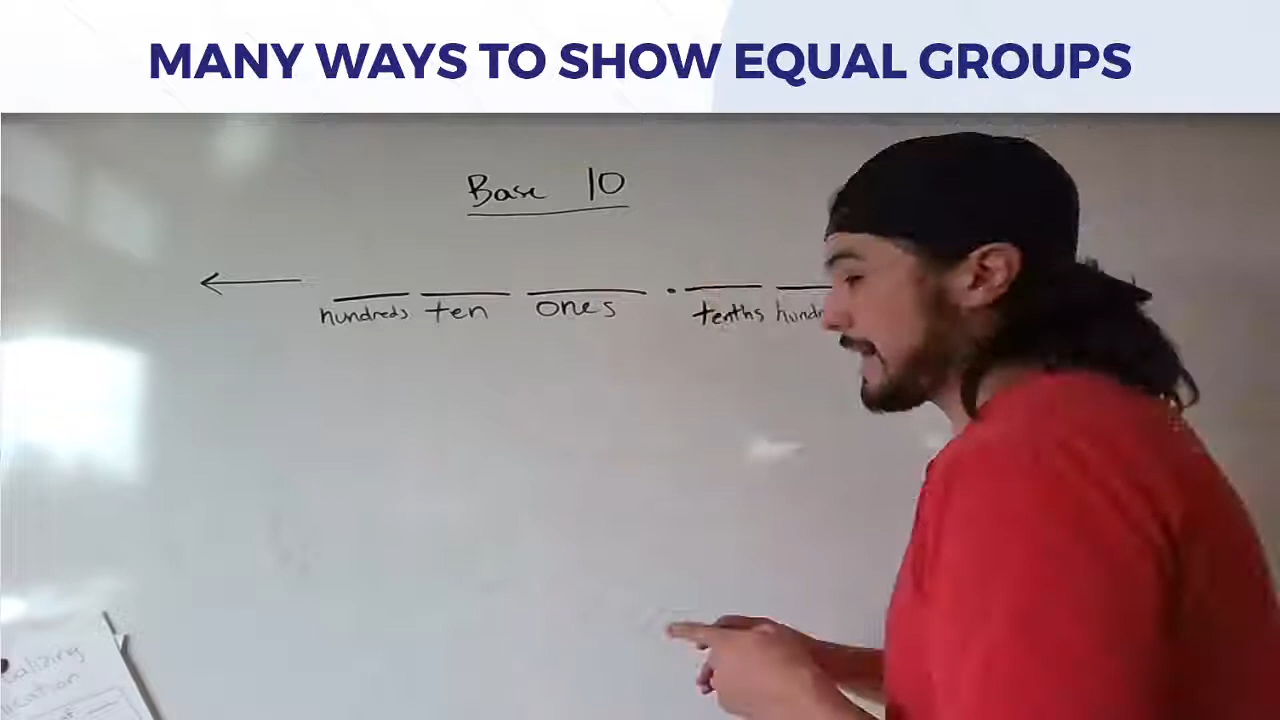 MANY WAYS TO SHOW EQUAL GROUPS
Base 10
hundreds ten ones . tenths